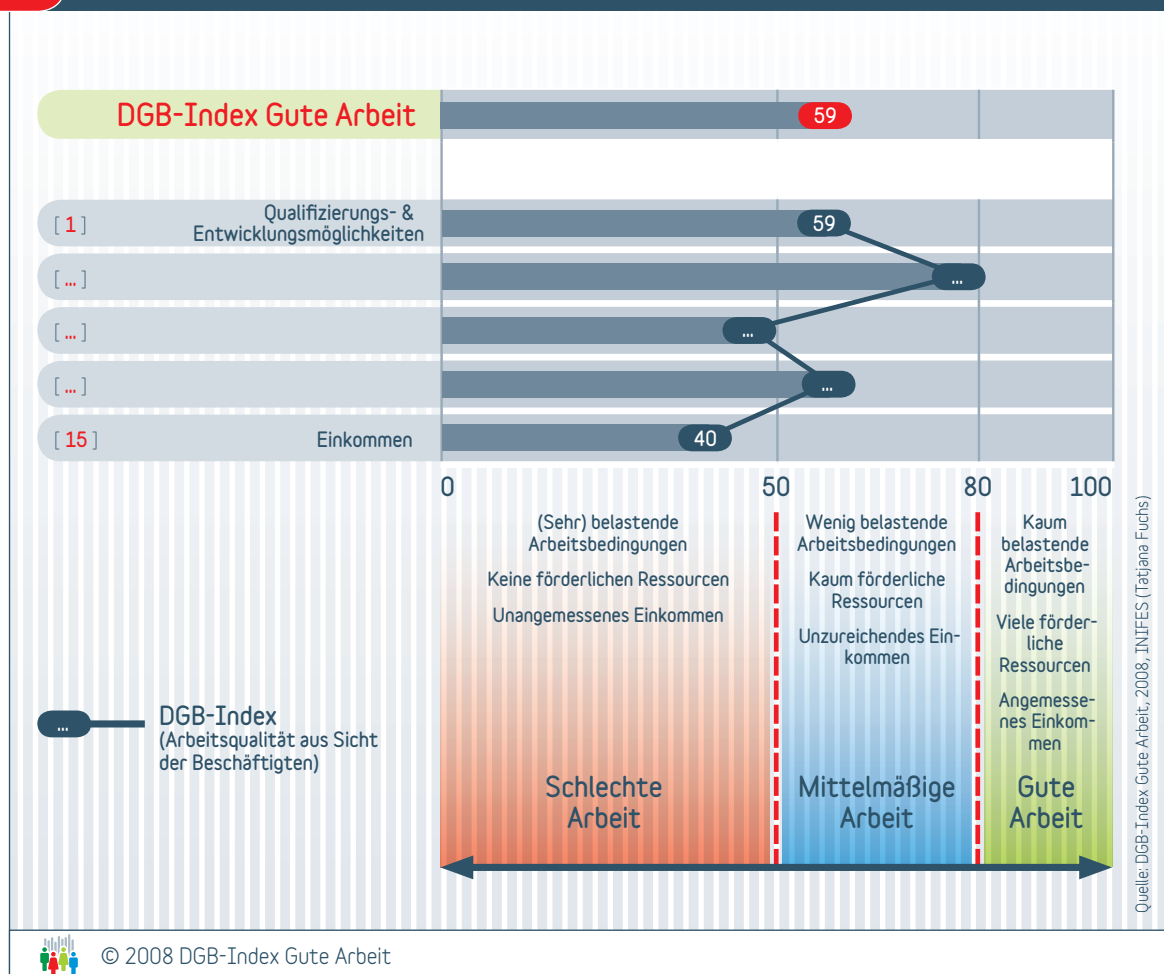 DGB-Index Gute Arbeit
59
[ 1 ]
Qualifizierungs- &
Entwicklungsmöglichkeiten
59
[ ... ]
...
[ ... ]
...
[ ... ]
...
[ 15 ]
Einkommen
40
0
50
80
100
(Sehr) belastende
Arbeitsbedingungen
Keine förderlichen Ressourcen
Unangemessenes Einkommen
Schlechte
Arbeit
Wenig belastende
Arbeitsbedingungen
Kaum förderliche
Ressourcen
Unzureichendes Ein-
kommen
Mittelmäßige
Arbeit
Kaum
belastende
Arbeitsbe-
dingungen
Viele förder-
liche
Ressourcen
Angemesse-
nes Einkom-
men
Gute
Arbeit
...
DGB-Index
(Arbeitsqualität aus Sicht
der Beschäftigten)
Quelle: DGB-Index Gute Arbeit, 2008, INIFES (Tatjana Fuchs)
© 2008 DGB-Index Gute Arbeit